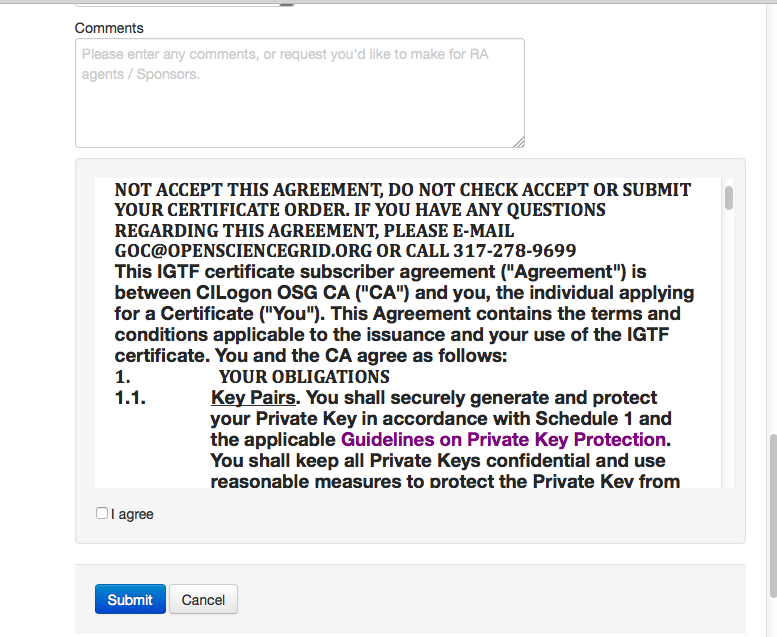 Comments
Please enter any comments, or request you'd like to make for RA
agents / Sponsors.
NOT ACCEPT THIS AGREEMENT, DO NOT CHECK ACCEPT OR SUBMIT
YOUR CERTIFICATE ORDER. IF YOU HAVE ANY QUESTIONS
REGARDING THIS AGREEMENT, PLEASE E-MAIL
GOC@OPENSCIENCEGRID.ORG OR CALL 317-278-9699
This IGTF certificate subscriber agreement ("Agreement") is
between CILogon OSG CA ("CA") and you, the individual applying
for a Certificate ("You"). This Agreement contains the terms and
conditions applicable to the issuance and your use of the IGTF
certificate. You and the CA agree as follows:
1. YOUR OBLIGATIONS
1.1. Key Pairs. You shall securely generate and protect
your Private Key in accordance with Schedule 1 and
the applicable Guidelines on Private Key Protection.
You shall keep all Private Keys confidential and use
reasonable measures to protect the Private Key from
I agree
Submit Cancel